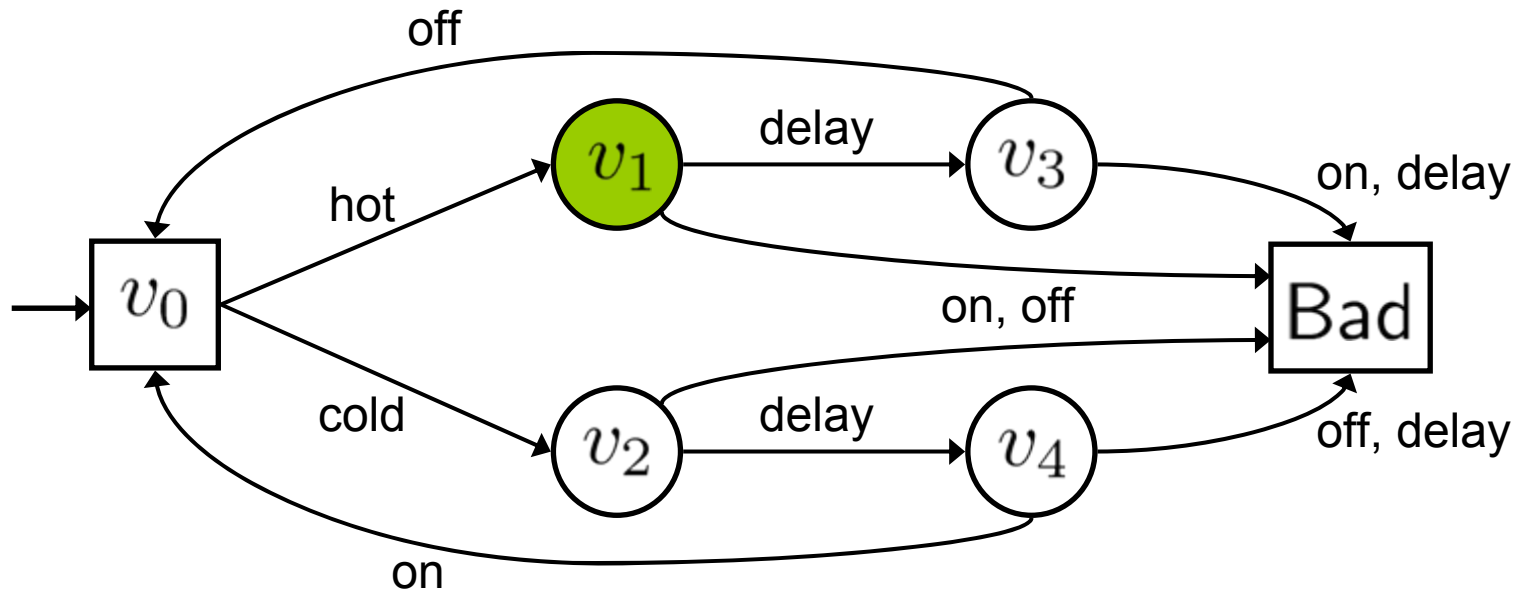 off
delay
v1
v3
on, delay
hot
v0
on, off
Bad
cold
delay
v2
v4
off, delay
on